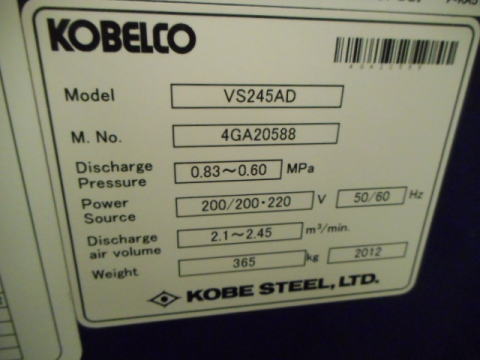 KOBELCO
Model VS245AD
M. No. 4GA20588
Discharge Pressure 0.83~0.60 MPa
Power Source 200/200・220 V 50/60 Hz
Discharge air volume 2.1~2.45 m³/min.
Weight 365 kg 2012
KOBE STEEL, LTD.